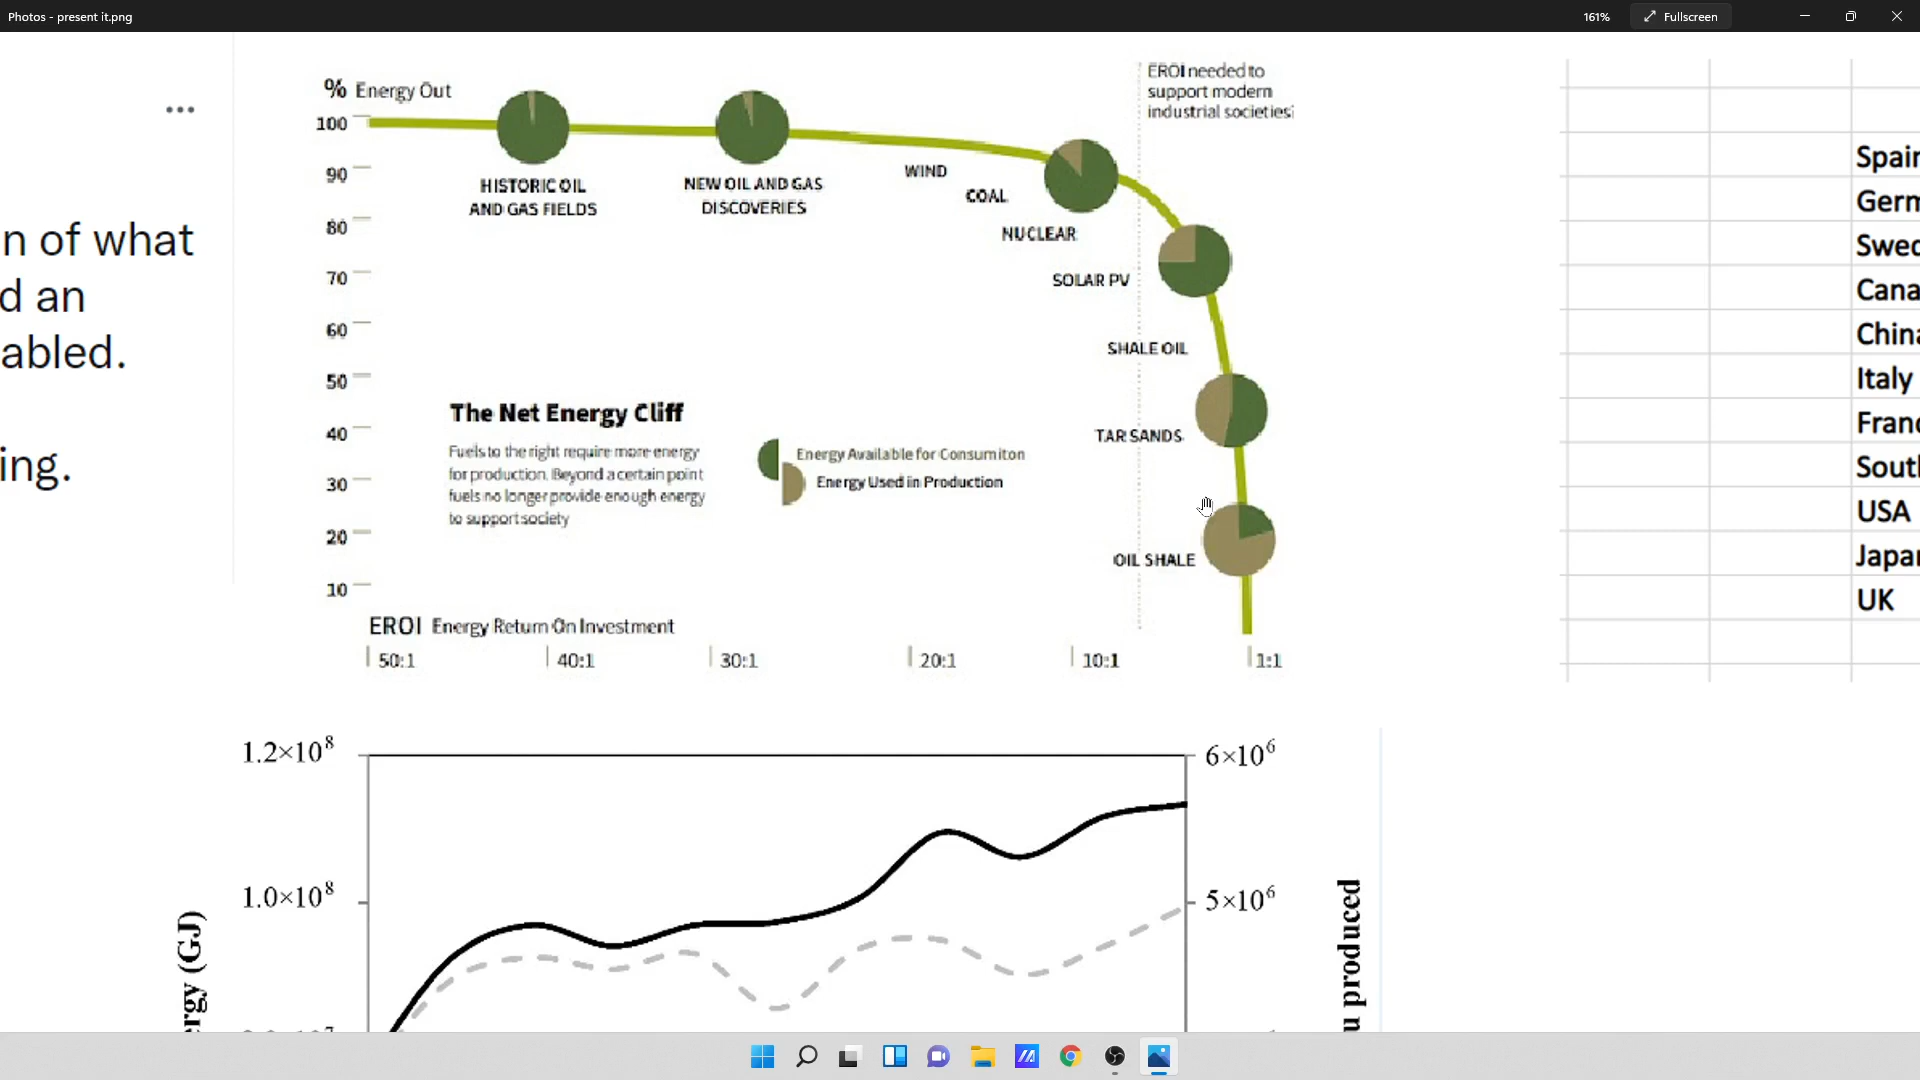 Photos - present it.png
161%
Fullscreen
n of what
d an
abled.
ing.
% Energy Out
100
90
80
70
60
50
40
30
20
10
HISTORIC OIL
AND GAS FIELDS
NEW OIL AND GAS
DISCOVERIES
WIND
COAL
NUCLEAR
SOLAR PV
SHALE OIL
TAR SANDS
OIL SHALE
EROI needed to
support modern
industrial societies
The Net Energy Cliff
Fuels to the right require more energy
for production. Beyond a certain point
fuels no longer provide enough energy
to support society
Energy Available for Consumiton
Energy Used in Production
EROI Energy Return On Investment
50:1
40:1
30:1
20:1
10:1
1:1
Spain
Germ
Swed
Cana
China
Italy
Franc
South
USA
Japan
UK
1.2×10⁸
1.0×10⁸
6×10⁶
5×10⁶
rgy (GJ)
produced